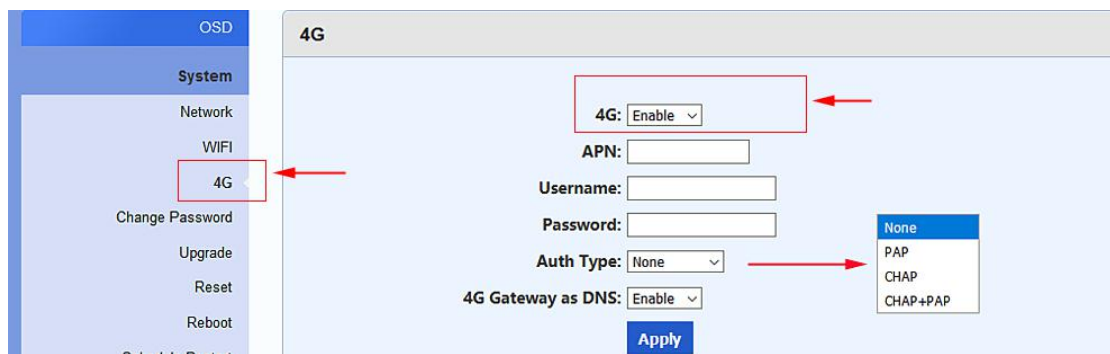 OSD
System
Network
WIFI
4G
Change Password
Upgrade
Reset
Reboot
4G
4G: Enable
APN:
Username:
Password:
Auth Type: None
4G Gateway as DNS: Enable
Apply
None
PAP
CHAP
CHAP+PAP